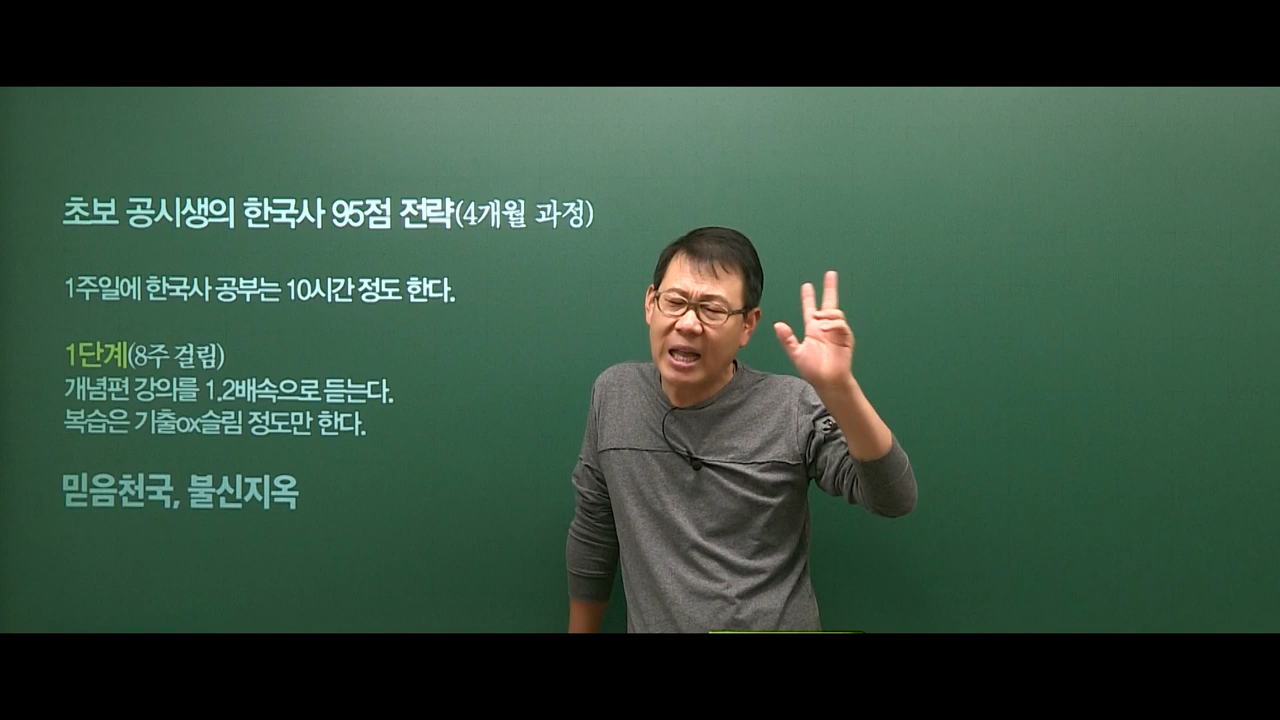 초보 공시생의 한국사 95점 전략(4개월 과정)
1주일에 한국사 공부는 10시간 정도 한다.
1단계(8주 걸림)
개념편 강의를 1.2배속으로 듣는다.
복습은 기출ox슬림 정도만 한다.
믿음천국, 불신지옥